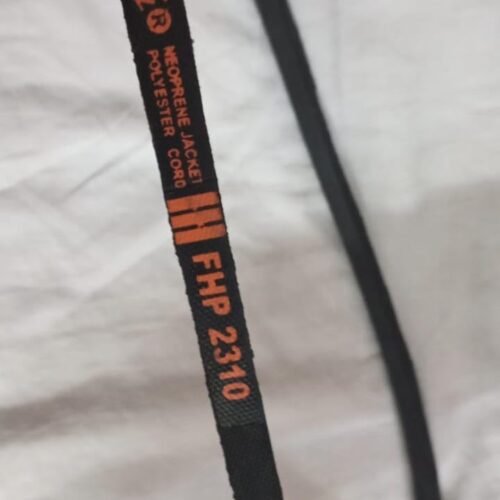 Z®
NEOPRENE JACKET
POLYESTER CORD
FHP 2310